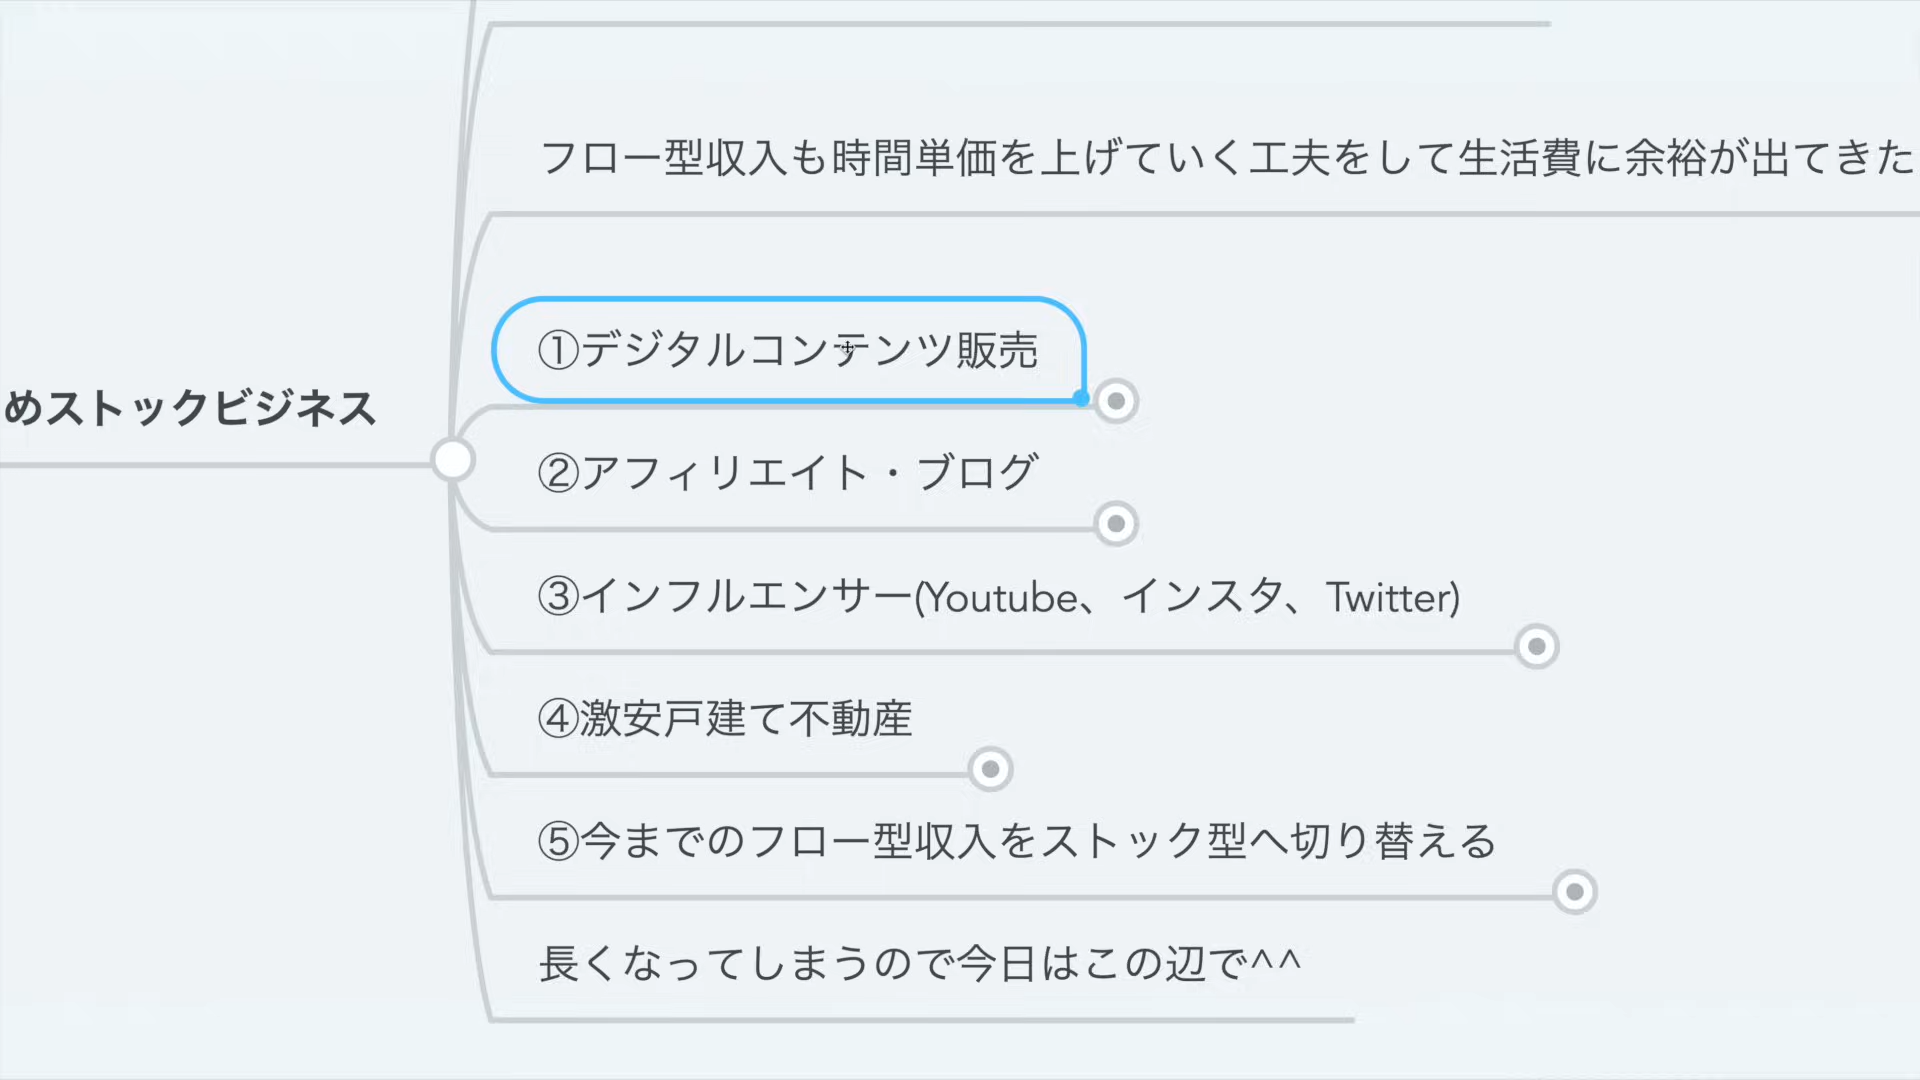 フロー型収入も時間単価を上げていく工夫をして生活費に余裕が出てきた
①デジタルコンテンツ販売
めストックビジネス
②アフィリエイト・ブログ
③インフルエンサー(Youtube、インスタ、Twitter)
④激安戸建て不動産
⑤今までのフロー型収入をストック型へ切り替える
長くなってしまうので今日はこの辺で^^